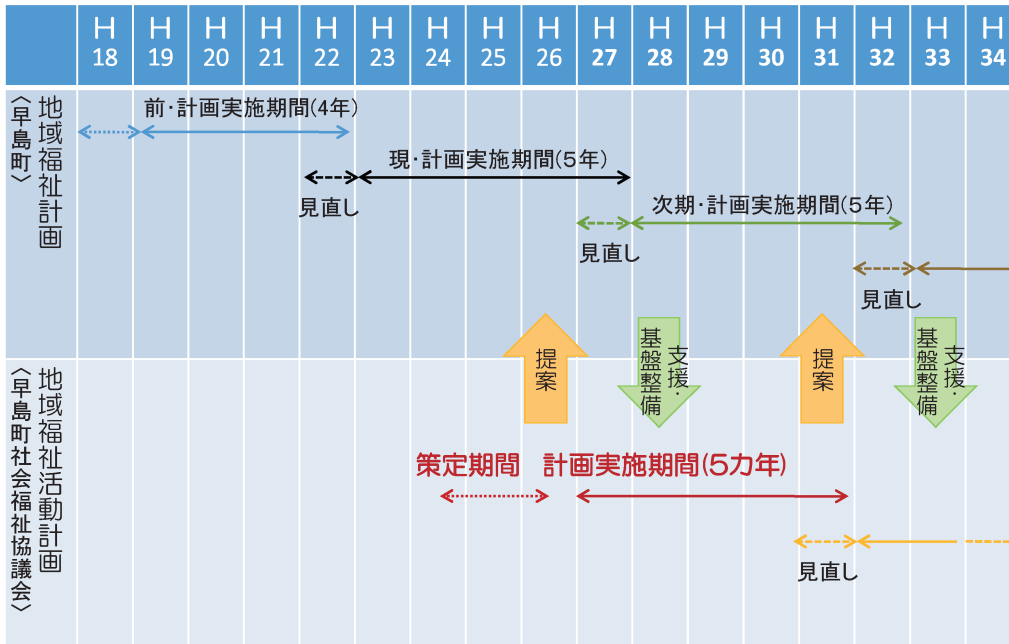 H 18
H 19
H 20
H 21
H 22
H 23
H 24
H 25
H 26
H 27
H 28
H 29
H 30
H 31
H 32
H 33
H 34
地域福祉計画
〈早島町〉
前・計画実施期間(4年)
現・計画実施期間(5年)
見直し
次期・計画実施期間(5年)
見直し
見直し
提案
支援・
基盤整備
提案
支援・
基盤整備
地域福祉活動計画
〈早島町社会福祉協議会〉
策定期間 計画実施期間(5カ年)
見直し